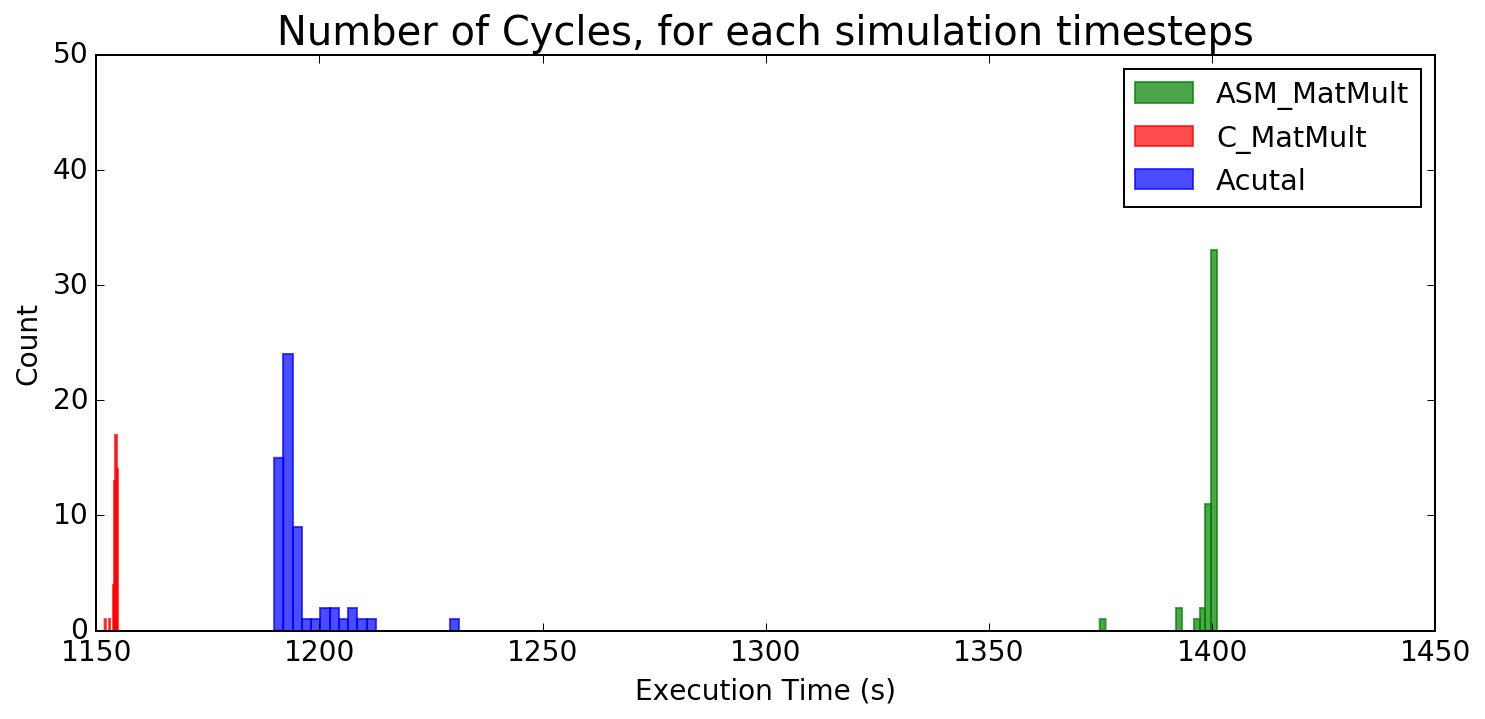 Number of Cycles, for each simulation timesteps
50
40
30
20
10
0
Count
ASM_MatMult
C_MatMult
Acutal
1150 1200 1250 1300 1350 1400 1450
Execution Time (s)